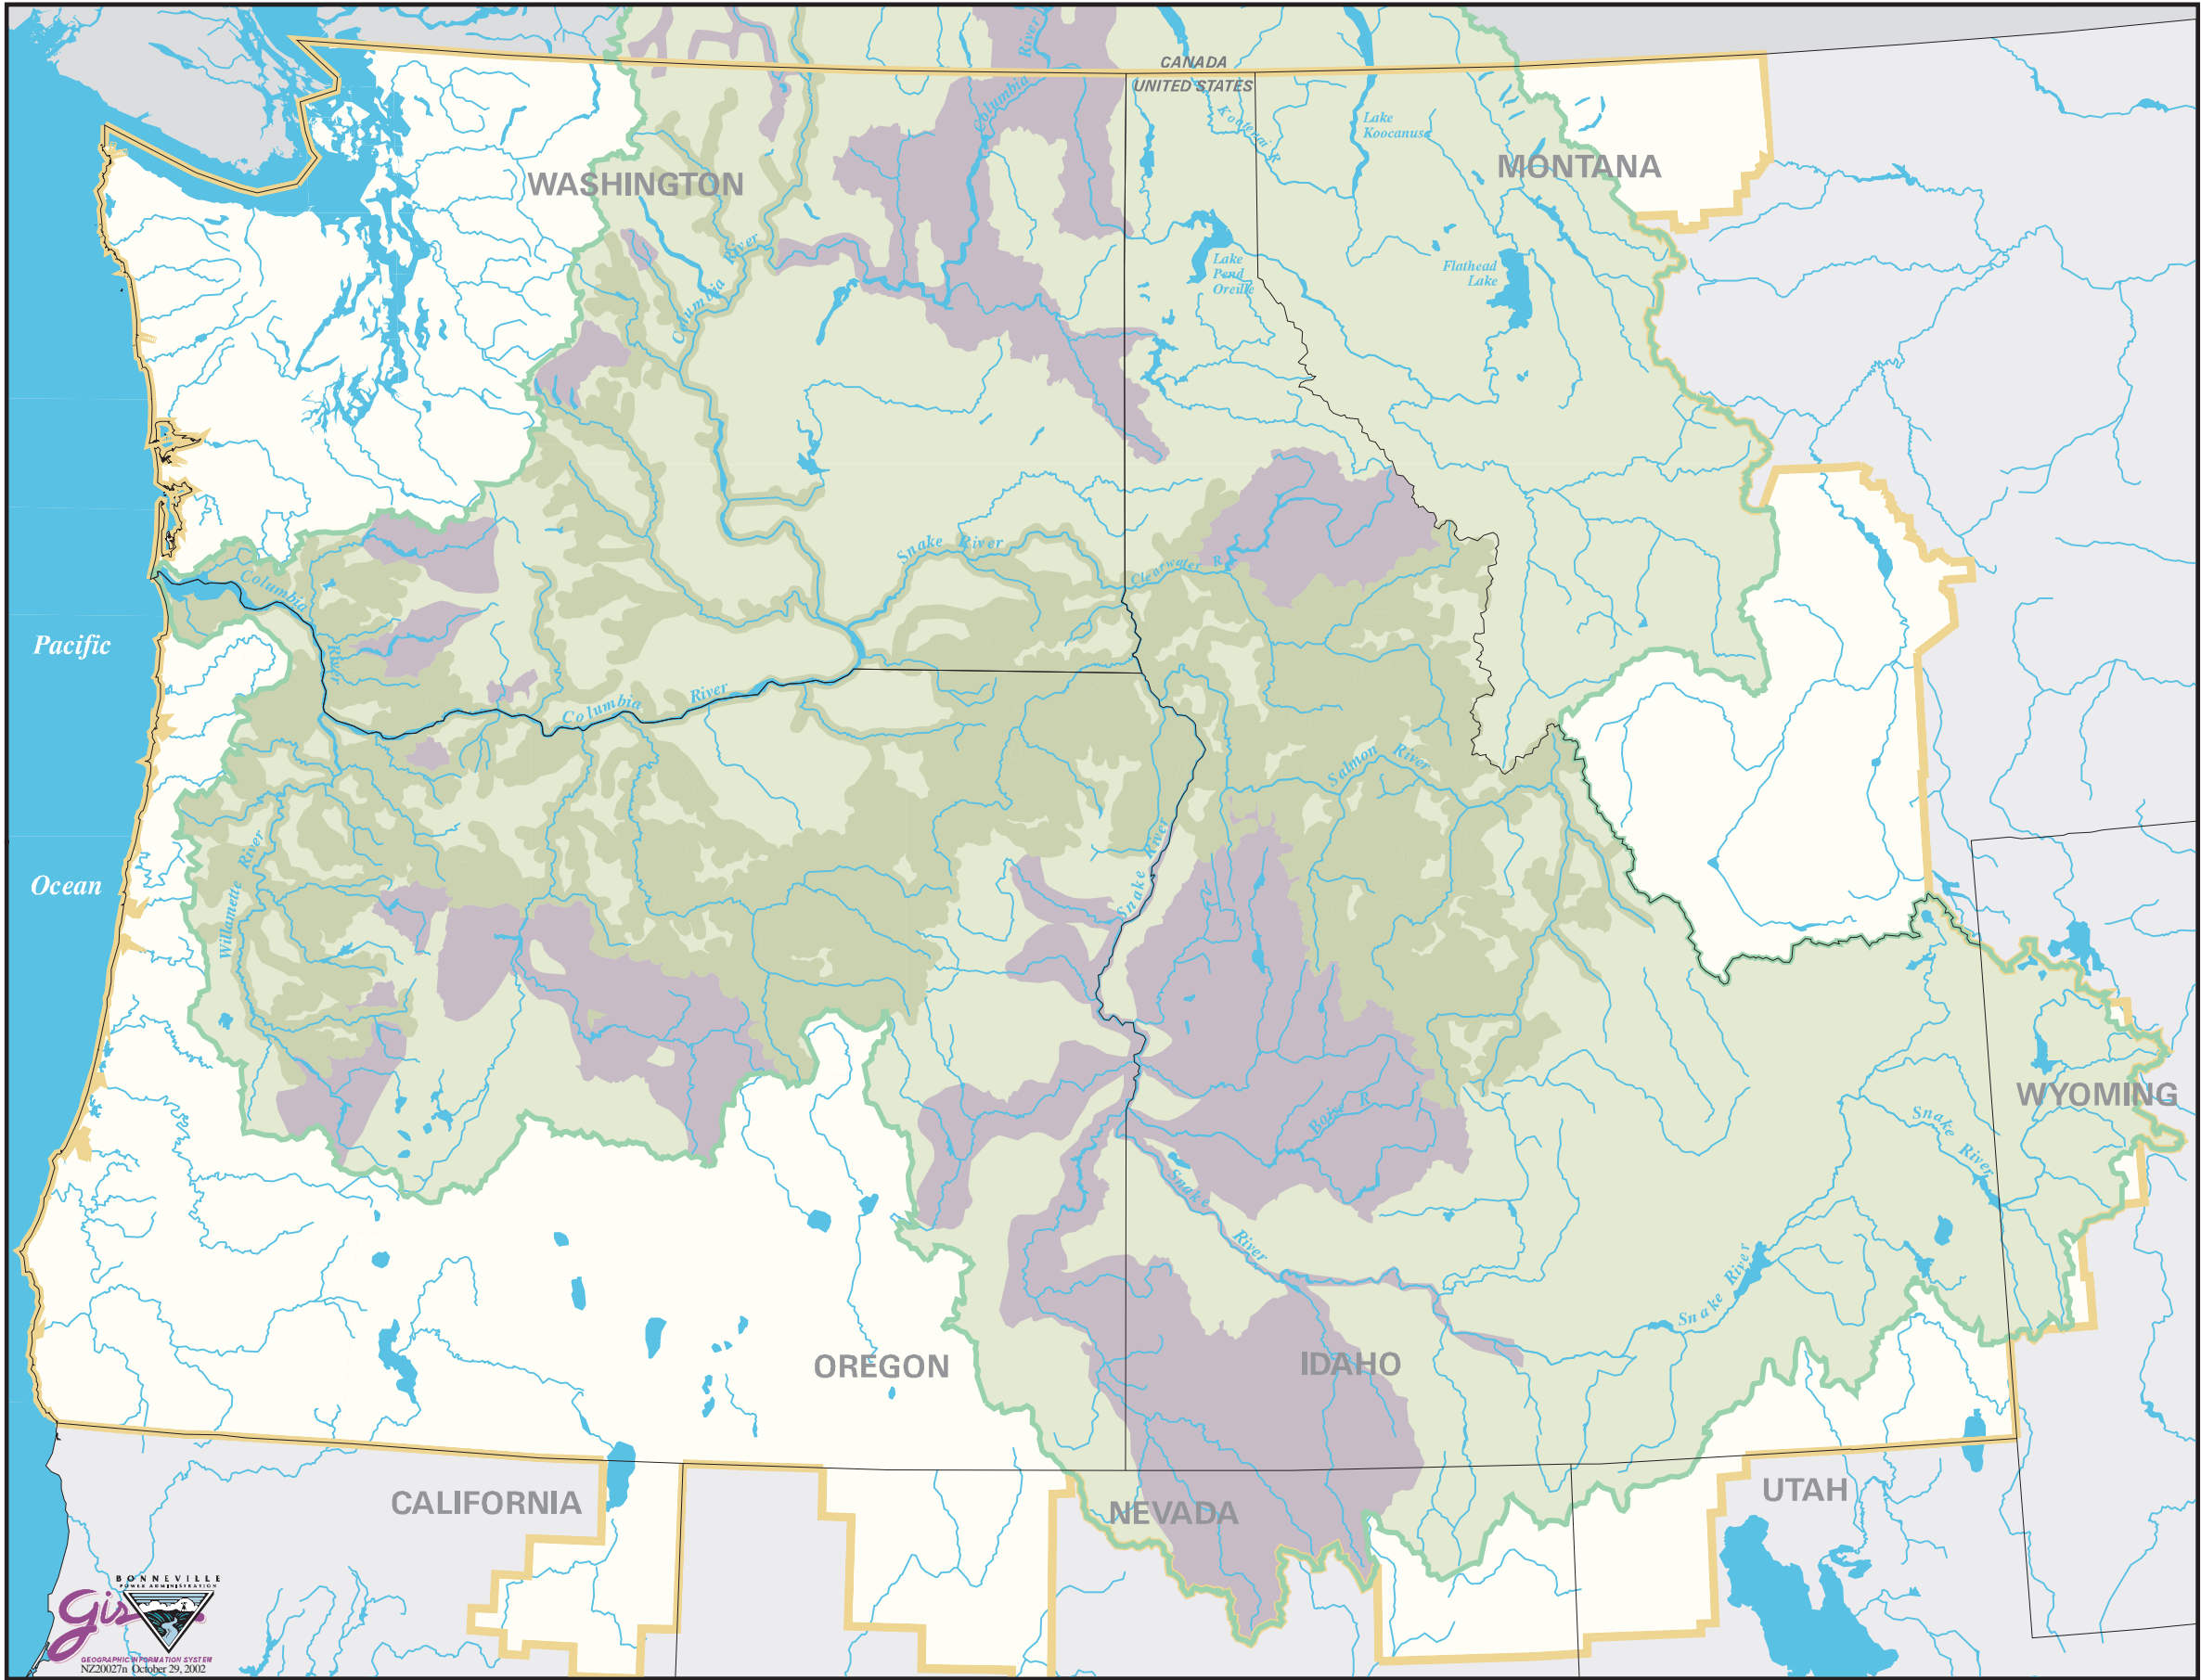 River
Columbia
CANADA
UNITED STATES
Kootenai R
Lake
Koocanusa
MONTANA
WASHINGTON
Columbia River
Lake
Pend
Oreille
Flathead
Lake
Snake River
Clearwater R
Columbia
River
Pacific
Columbia River
Salmon River
Willamette River
Ocean
Snake River
WYOMING
Boise R
Snake River
Snake
River
Snake River
OREGON
IDAHO
CALIFORNIA
NEVADA
UTAH
BONNEVILLE
POWER ADMINISTRATION
Gis
GEOGRAPHIC INFORMATION SYSTEM
NZ20027n October 29, 2002